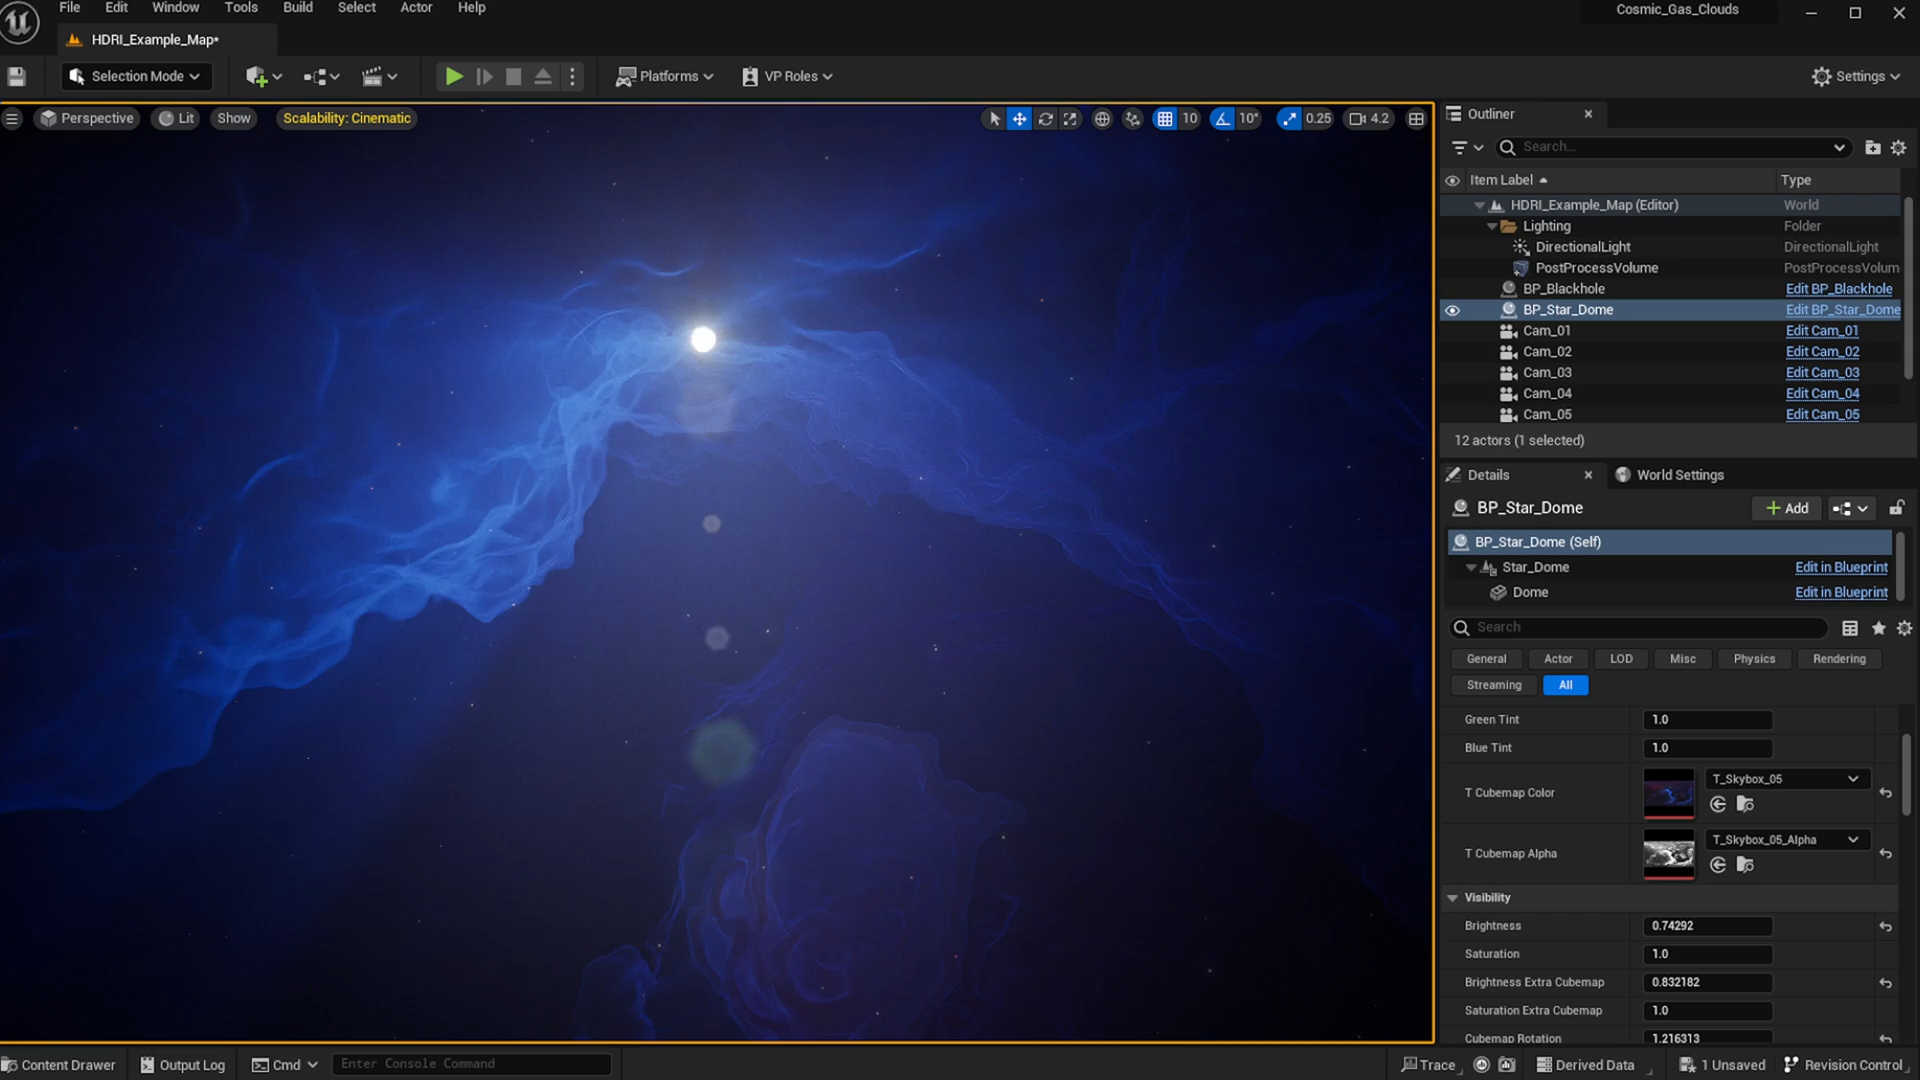 File Edit Window Tools Build Select Actor Help
Cosmic_Gas_Clouds
HDRI_Example_Map*
Selection Mode
Platforms
VP Roles
Settings
Perspective
Lit
Show
Scalability: Cinematic
10
10°
0.25
4.2
Outliner
Search...
Item Label
Type
HDRI_Example_Map (Editor) World
Lighting Folder
DirectionalLight DirectionalLight
PostProcessVolume PostProcessVolum
BP_Blackhole Edit BP_Blackhole
BP_Star_Dome Edit BP_Star_Dome
Cam_01 Edit Cam_01
Cam_02 Edit Cam_02
Cam_03 Edit Cam_03
Cam_04 Edit Cam_04
Cam_05 Edit Cam_05
12 actors (1 selected)
Details
World Settings
BP_Star_Dome
Add
BP_Star_Dome (Self)
Star_Dome Edit in Blueprint
Dome Edit in Blueprint
Search
General Actor LOD Misc Physics Rendering
Streaming All
Green Tint 1.0
Blue Tint 1.0
T Cubemap Color T_Skybox_05
T Cubemap Alpha T_Skybox_05_Alpha
Visibility
Brightness 0.74292
Saturation 1.0
Brightness Extra Cubemap 0.832182
Saturation Extra Cubemap 1.0
Cubemap Rotation 1.216313
Content Drawer
Output Log
Cmd
Enter Console Command
Trace
Derived Data
1 Unsaved
Revision Control